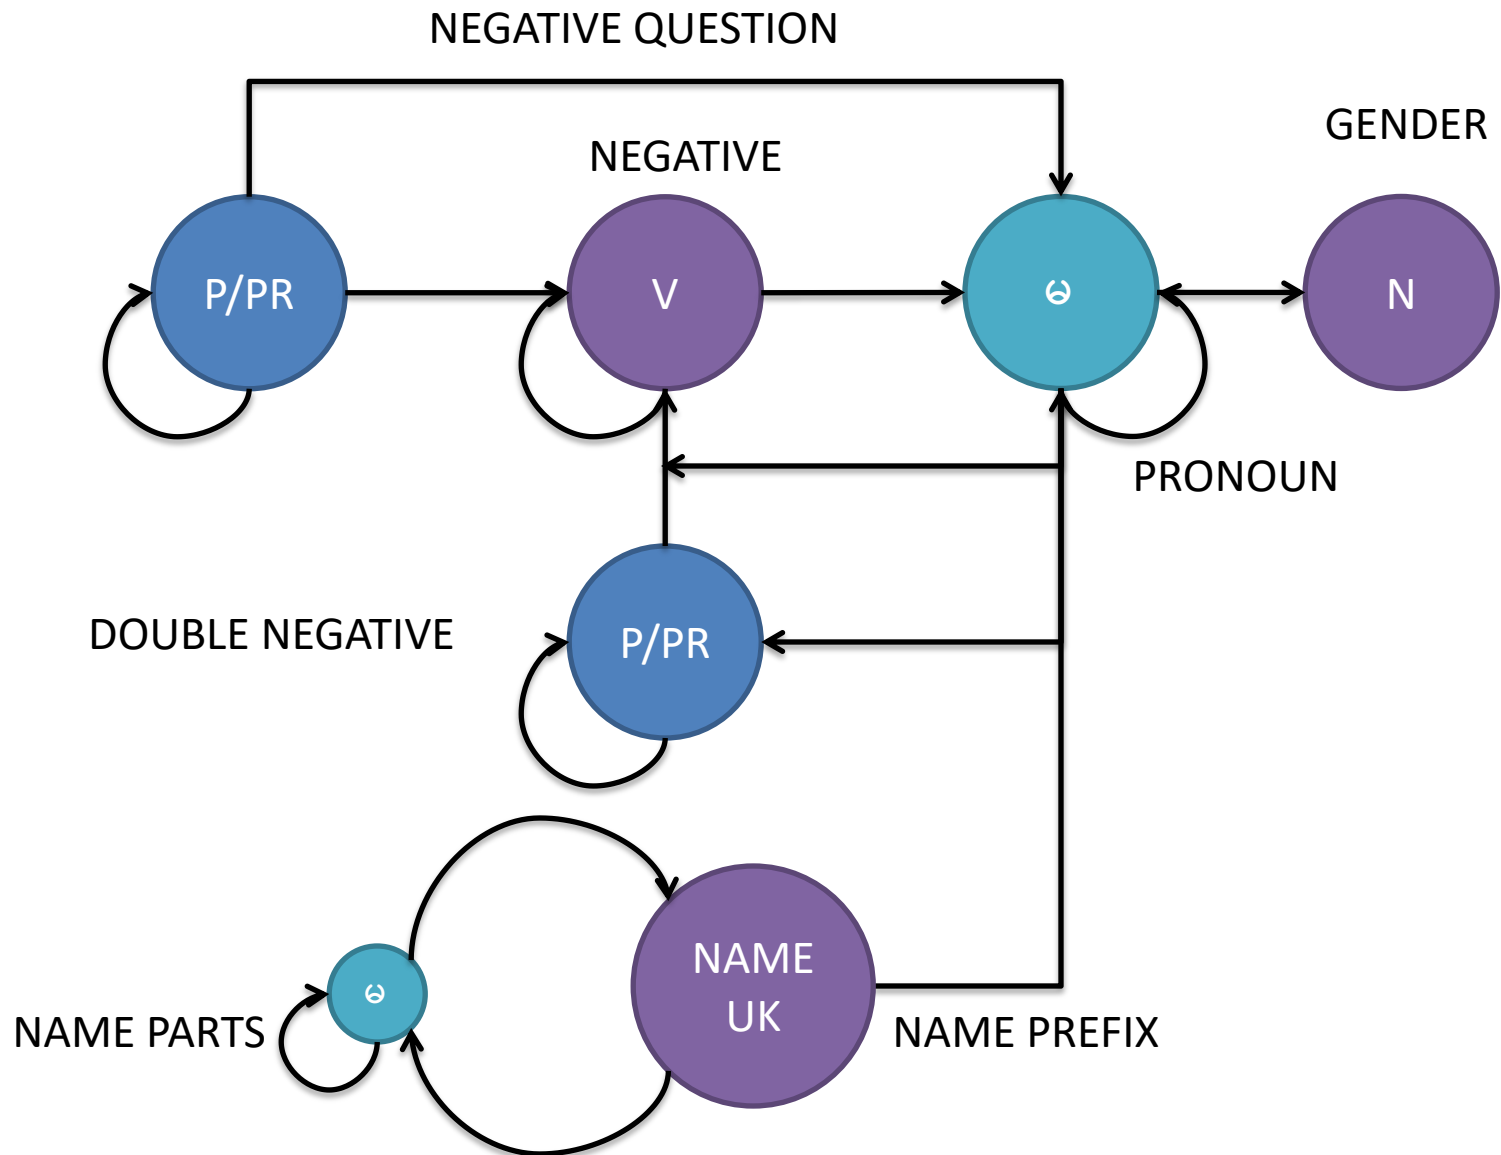 NEGATIVE QUESTION
GENDER
NEGATIVE
P/PR
V
ꞷ
N
PRONOUN
DOUBLE NEGATIVE
P/PR
NAME
UK
ꞷ
NAME PARTS
NAME PREFIX